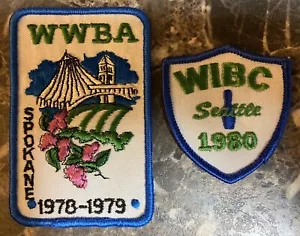 WWBA
SPOKANE
1978-1979
WIBC
Seattle
1980